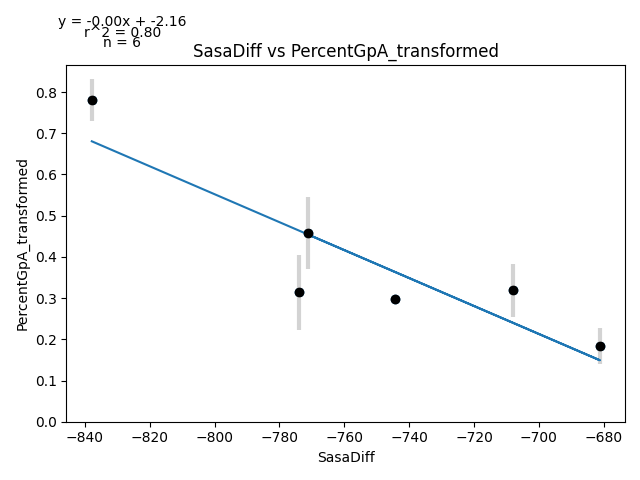 y = -0.00x + -2.16
r^2 = 0.80
n = 6
SasaDiff vs PercentGpA_transformed
PercentGpA_transformed
0.8
0.7
0.6
0.5
0.4
0.3
0.2
0.1
0.0
−840 −820 −800 −780 −760 −740 −720 −700 −680
SasaDiff